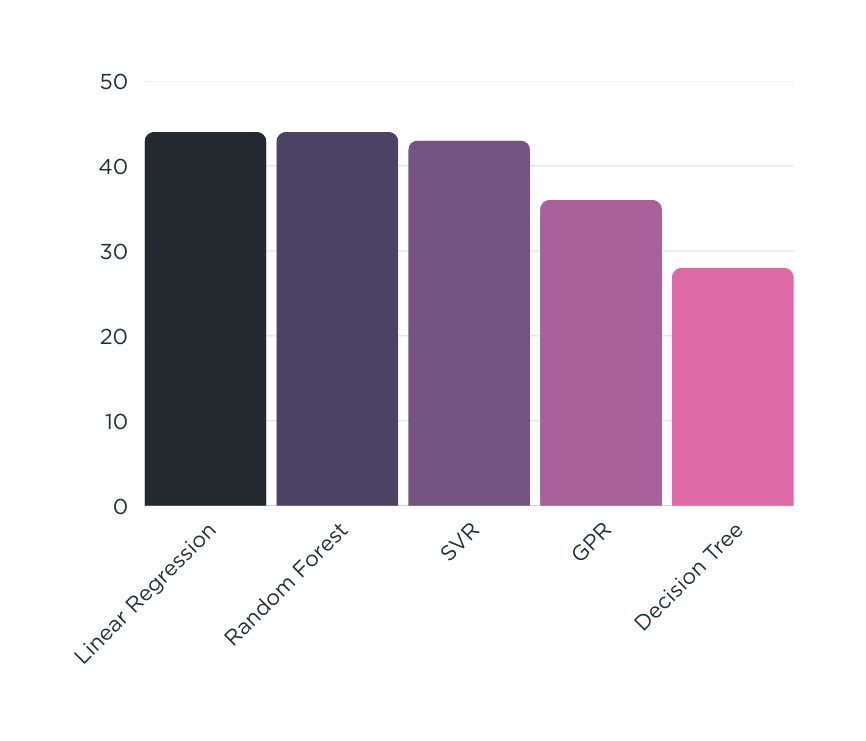 50
40
30
20
10
0
Linear Regression
Random Forest
SVR
GPR
Decision Tree